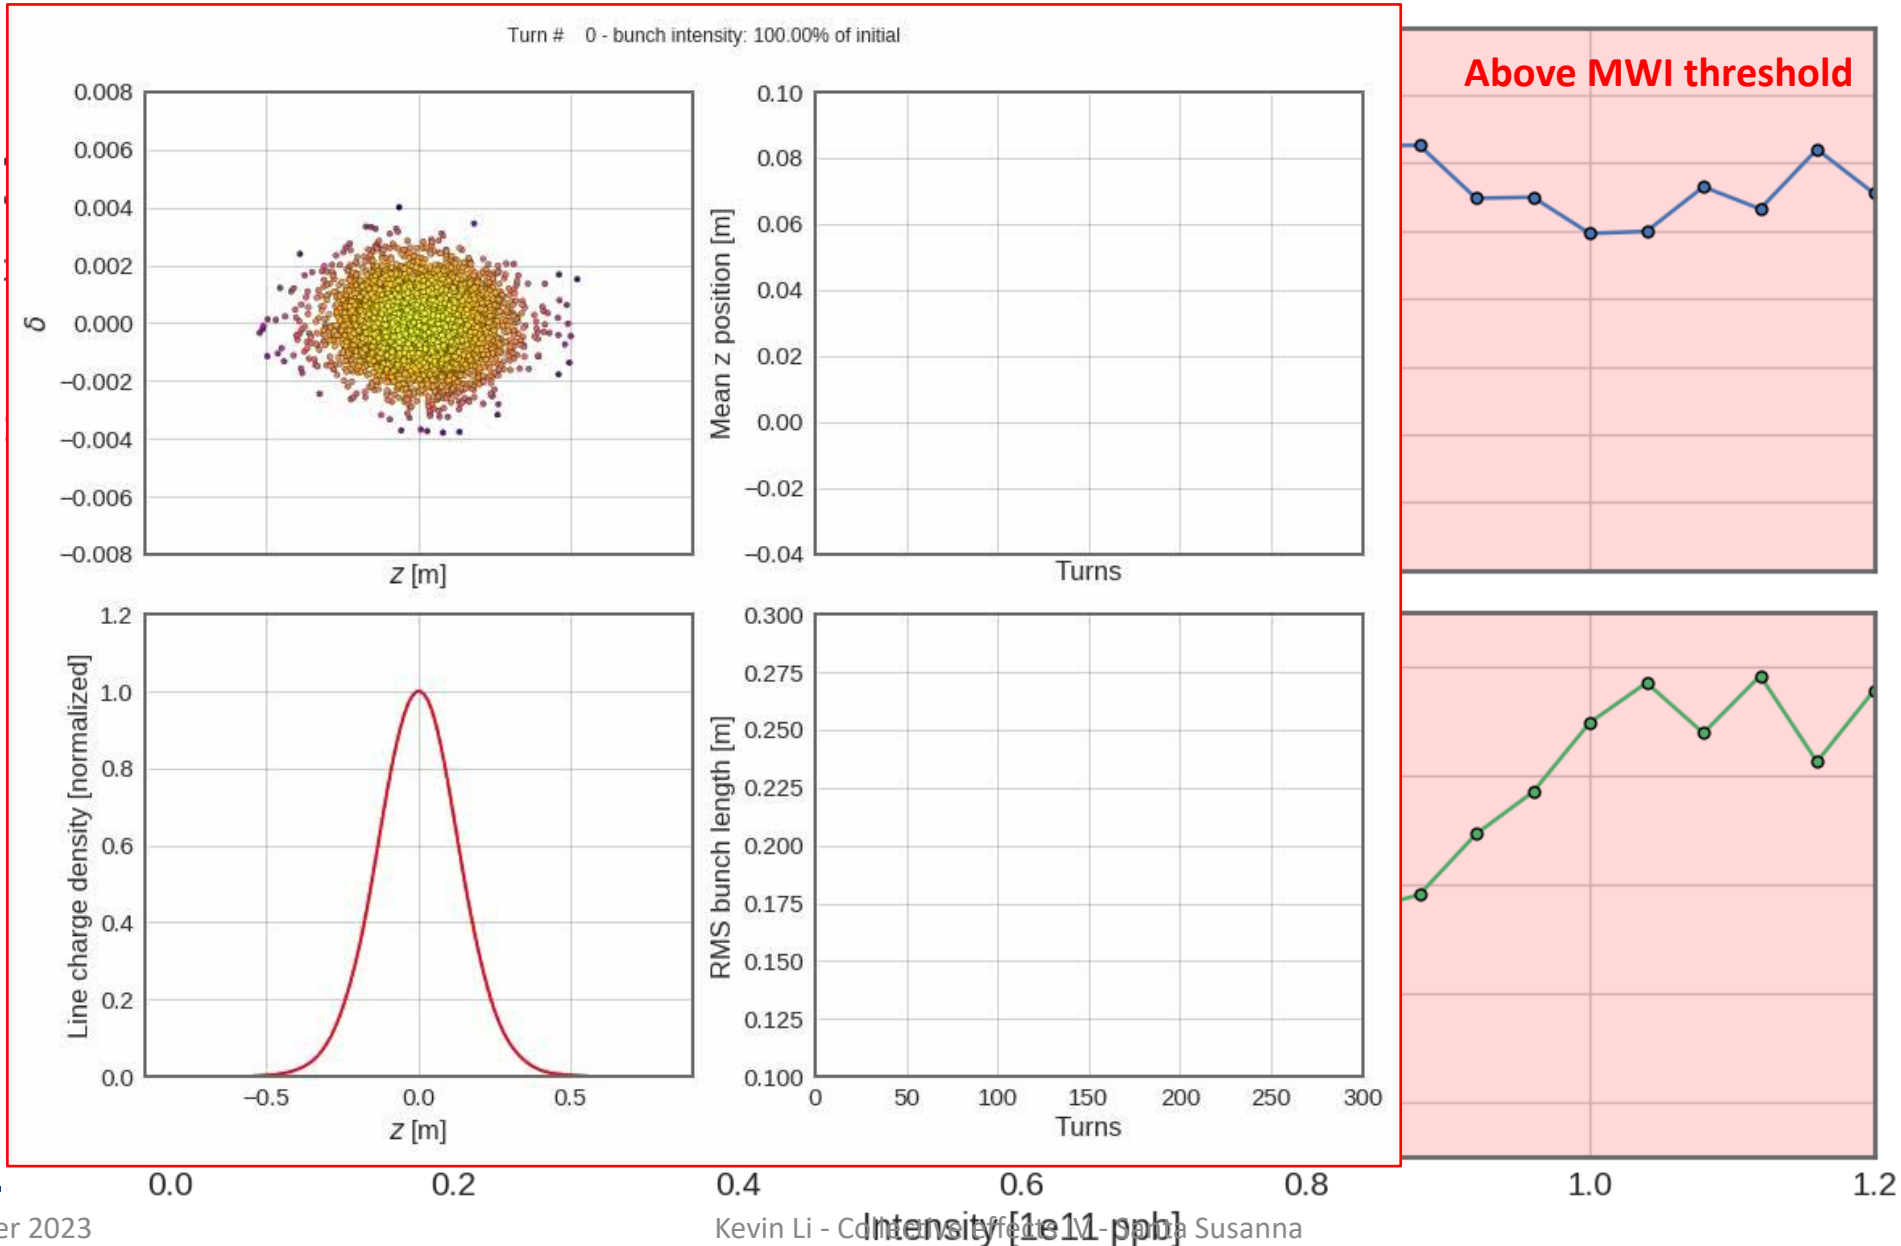 Turn # 0 - bunch intensity: 100.00% of initial
Above MWI threshold
0.008
0.006
0.004
0.002
0.000
−0.002
−0.004
−0.006
−0.008
δ
z [m]
0.10
0.08
0.06
0.04
0.02
0.00
−0.02
−0.04
Mean z position [m]
Turns
1.2
1.0
0.8
0.6
0.4
0.2
0.0
Line charge density [normalized]
−0.5 0.0 0.5
z [m]
0.300
0.275
0.250
0.225
0.200
0.175
0.150
0.125
0.100
RMS bunch length [m]
0 50 100 150 200 250 300
Turns
0.0 0.2 0.4 0.6 0.8 1.0 1.2
Intensity [1e11 ppb]
er 2023
Kevin Li - Collective effects IV - Santa Susanna